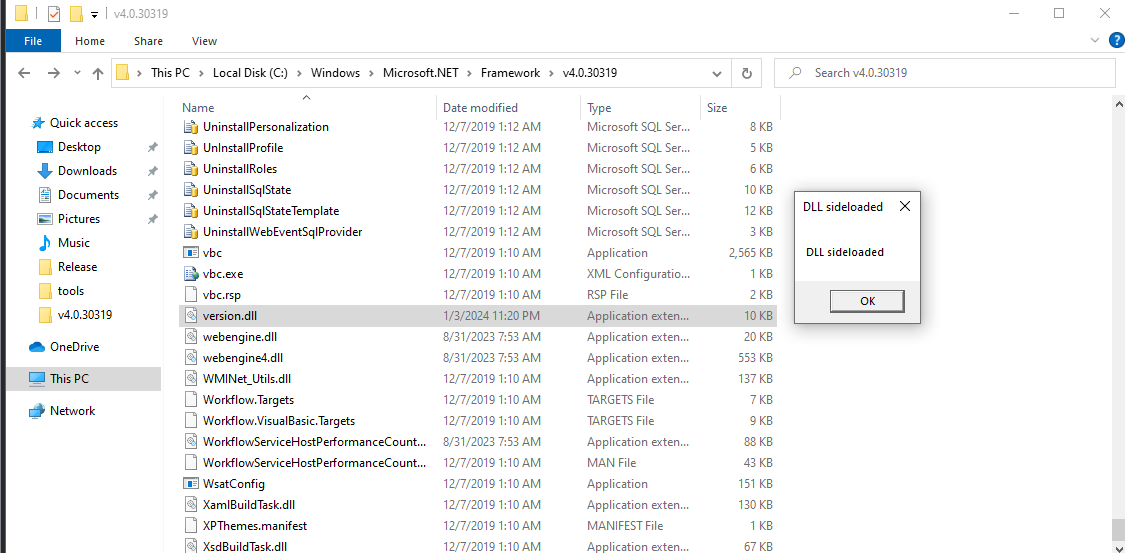 v4.0.30319
File Home Share View
This PC Local Disk (C:) Windows Microsoft.NET Framework v4.0.30319 Search v4.0.30319
Quick access
Desktop
Downloads
Documents
Pictures
Music
Release
tools
v4.0.30319
OneDrive
This PC
Network
Name Date modified Type Size
UninstallPersonalization 12/7/2019 1:12 AM Microsoft SQL Ser... 8 KB
UnInstallProfile 12/7/2019 1:12 AM Microsoft SQL Ser... 5 KB
UninstallRoles 12/7/2019 1:12 AM Microsoft SQL Ser... 6 KB
UninstallSqlState 12/7/2019 1:12 AM Microsoft SQL Ser... 10 KB
UninstallSqlStateTemplate 12/7/2019 1:12 AM Microsoft SQL Ser... 12 KB
UninstallWebEventSqlProvider 12/7/2019 1:12 AM Microsoft SQL Ser... 3 KB
vbc 12/7/2019 1:10 AM Application 2,565 KB
vbc.exe 12/7/2019 1:10 AM XML Configuratio... 1 KB
vbc.rsp 12/7/2019 1:10 AM RSP File 2 KB
version.dll 1/3/2024 11:20 PM Application exten... 10 KB
webengine.dll 8/31/2023 7:53 AM Application exten... 20 KB
webengine4.dll 8/31/2023 7:53 AM Application exten... 553 KB
WMINet_Utils.dll 12/7/2019 1:10 AM Application exten... 137 KB
Workflow.Targets 12/7/2019 1:10 AM TARGETS File 7 KB
Workflow.VisualBasic.Targets 12/7/2019 1:10 AM TARGETS File 9 KB
WorkflowServiceHostPerformanceCount... 8/31/2023 7:53 AM Application exten... 88 KB
WorkflowServiceHostPerformanceCount... 12/7/2019 1:10 AM MAN File 43 KB
WsatConfig 12/7/2019 1:10 AM Application 151 KB
XamlBuildTask.dll 12/7/2019 1:10 AM Application exten... 338 KB
XPThemes.manifest 12/7/2019 1:10 AM MANIFEST File 1 KB
XsdBuildTask.dll 12/7/2019 1:10 AM Application exten... 67 KB
DLL sideloaded
DLL sideloaded
OK